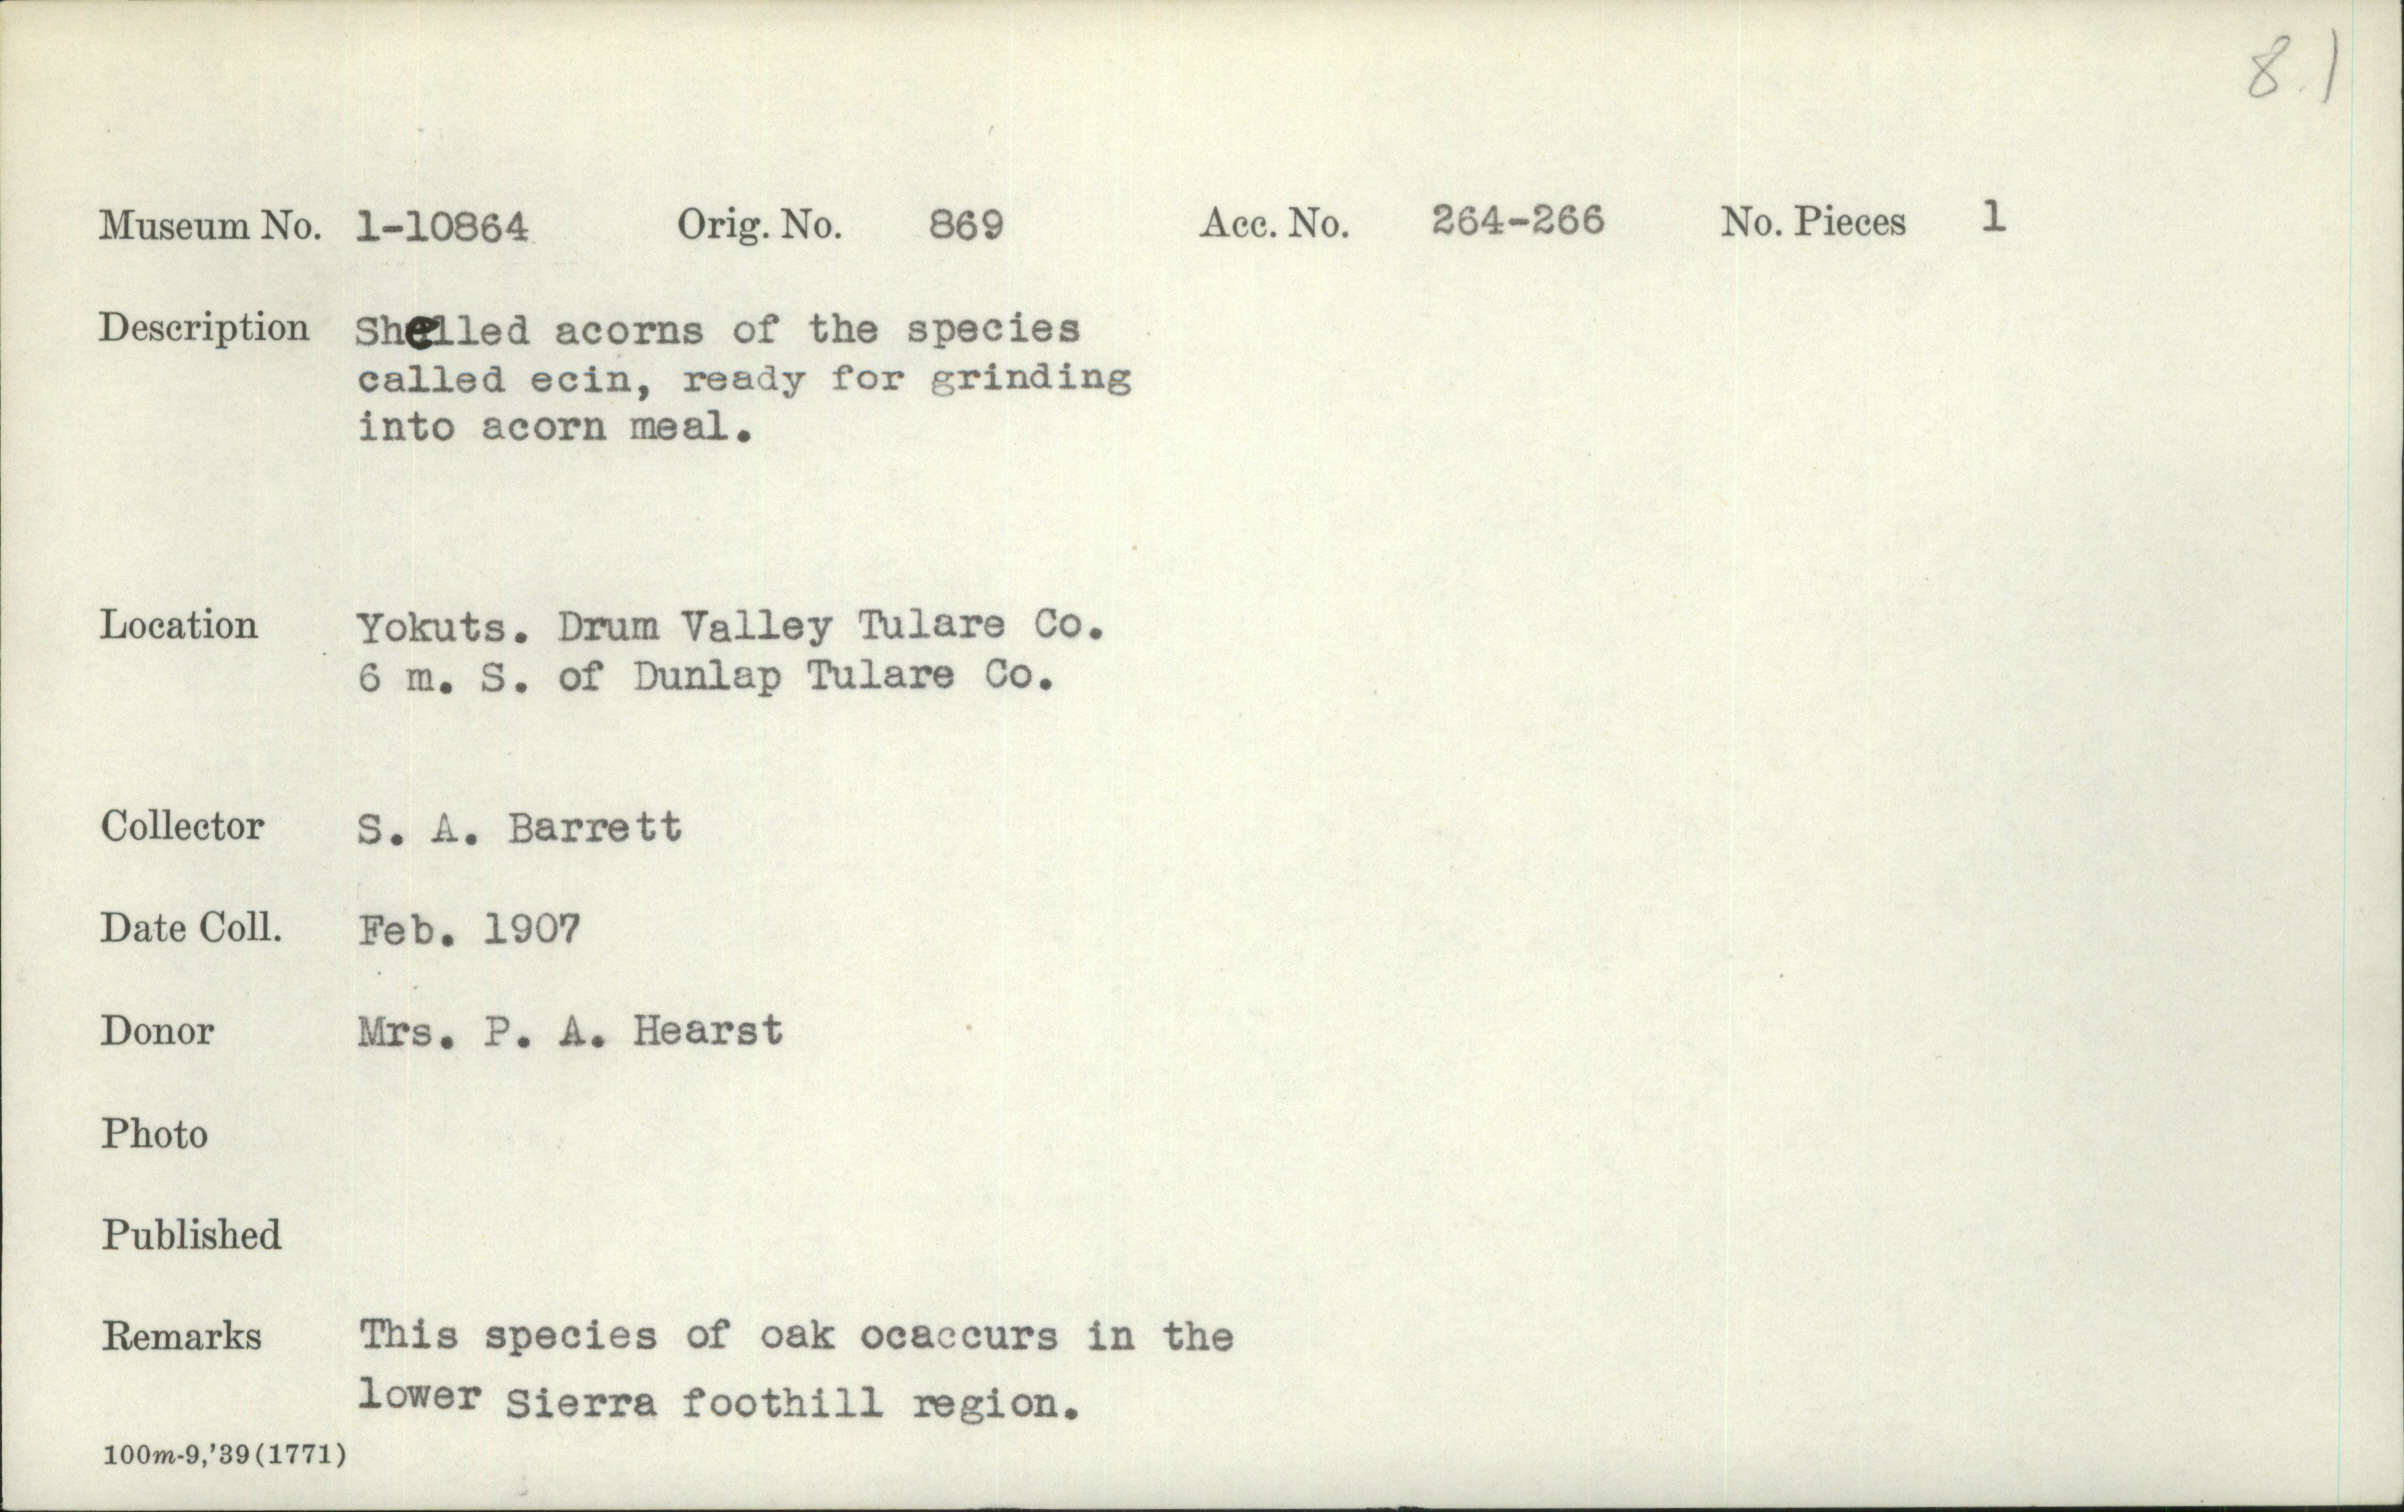 8.1
Museum No. 1-10864 Orig. No. 869 Acc. No. 264-266 No. Pieces 1
Description Shelled acorns of the species
called ecin, ready for grinding
into acorn meal.
Location Yokuts. Drum Valley Tulare Co.
6 m. S. of Dunlap Tulare Co.
Collector S. A. Barrett
Date Coll. Feb. 1907
Donor Mrs. P. A. Hearst
Photo
Published
Remarks This species of oak ocaccurs in the
lower Sierra foothill region.
100m-9,'39(1771)